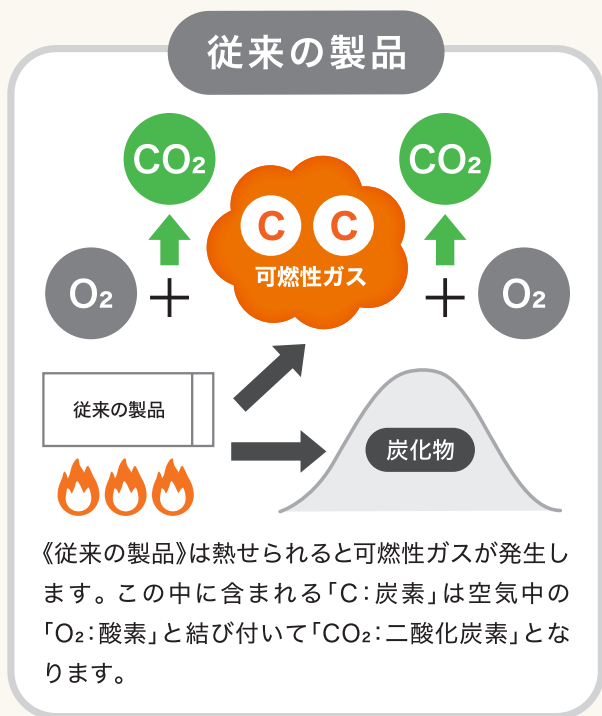 従来の製品
CO₂
CO₂
C C
可燃性ガス
O₂
+
+
O₂
従来の製品
炭化物
《従来の製品》は熱せられると可燃性ガスが発生し
ます。この中に含まれる「C：炭素」は空気中の
「O₂：酸素」と結び付いて「CO₂：二酸化炭素」とな
ります。